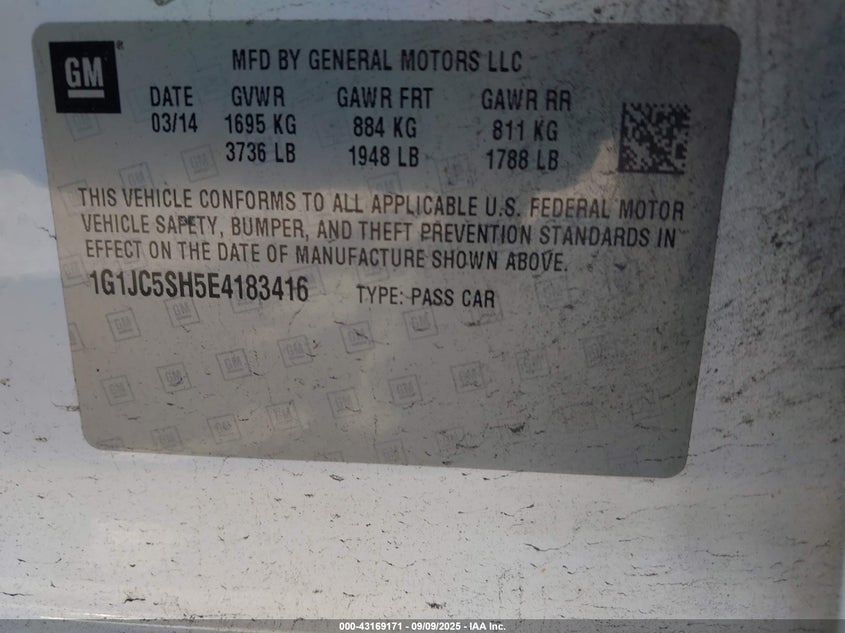 GM
MFD BY GENERAL MOTORS LLC
DATE GVWR GAWR FRT GAWR RR
03/14 1695 KG 884 KG 811 KG
3736 LB 1948 LB 1788 LB
THIS VEHICLE CONFORMS TO ALL APPLICABLE U.S. FEDERAL MOTOR
VEHICLE SAFETY, BUMPER, AND THEFT PREVENTION STANDARDS IN
EFFECT ON THE DATE OF MANUFACTURE SHOWN ABOVE.
1G1JC5SH5E4183416 TYPE: PASS CAR
000-43169171 - 09/09/2025 - IAA Inc.